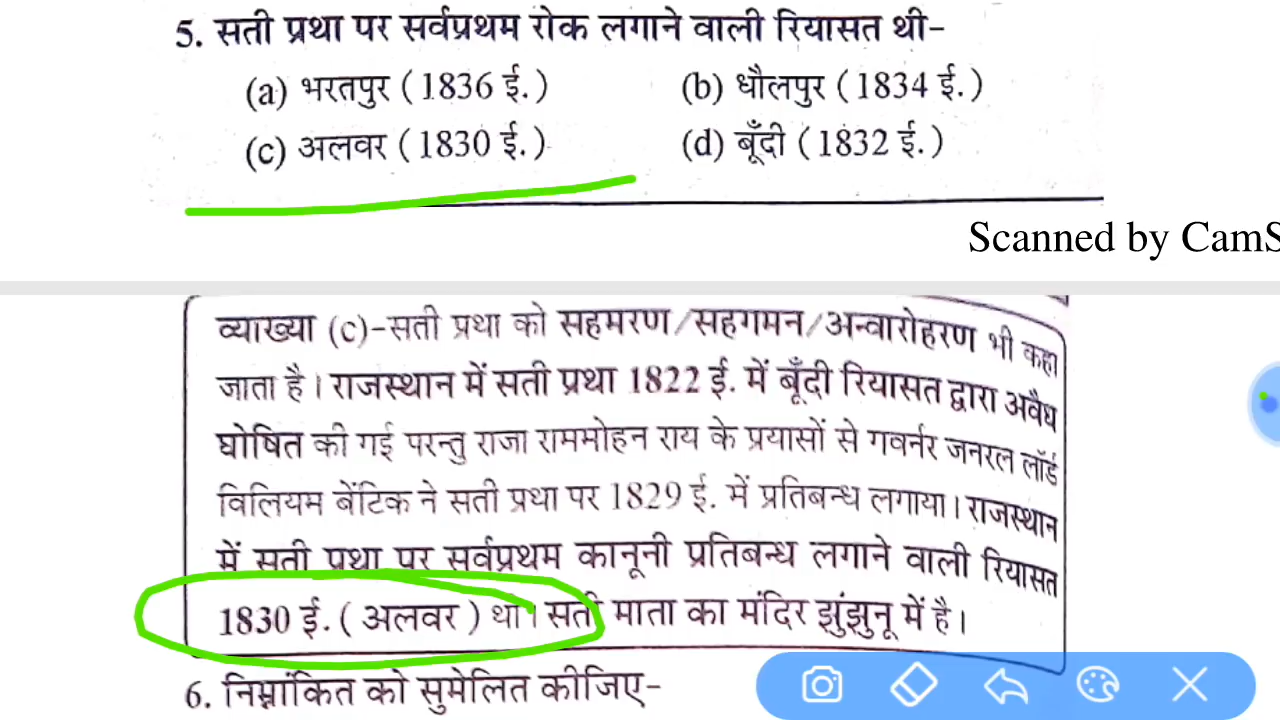 5. सती प्रथा पर सर्वप्रथम रोक लगाने वाली रियासत थी-
(a) भरतपुर (1836 ई.) (b) धौलपुर (1834 ई.)
(c) अलवर (1830 ई.) (d) बूँदी (1832 ई.)
Scanned by CamS
व्याख्या (c)-सती प्रथा को सहमरण/सहगमन/अन्वारोहरण भी कहा
जाता है। राजस्थान में सती प्रथा 1822 ई. में बूँदी रियासत द्वारा अवैध
घोषित की गई परन्तु राजा राममोहन राय के प्रयासों से गवर्नर जनरल लॉर्ड
विलियम बेंटिक ने सती प्रथा पर 1829 ई. में प्रतिबन्ध लगाया। राजस्थान
में सती प्रथा पर सर्वप्रथम कानूनी प्रतिबन्ध लगाने वाली रियासत
1830 ई. (अलवर) था। सती माता का मंदिर झुंझुनू में है।
6. निम्नांकित को सुमेलित कीजिए-